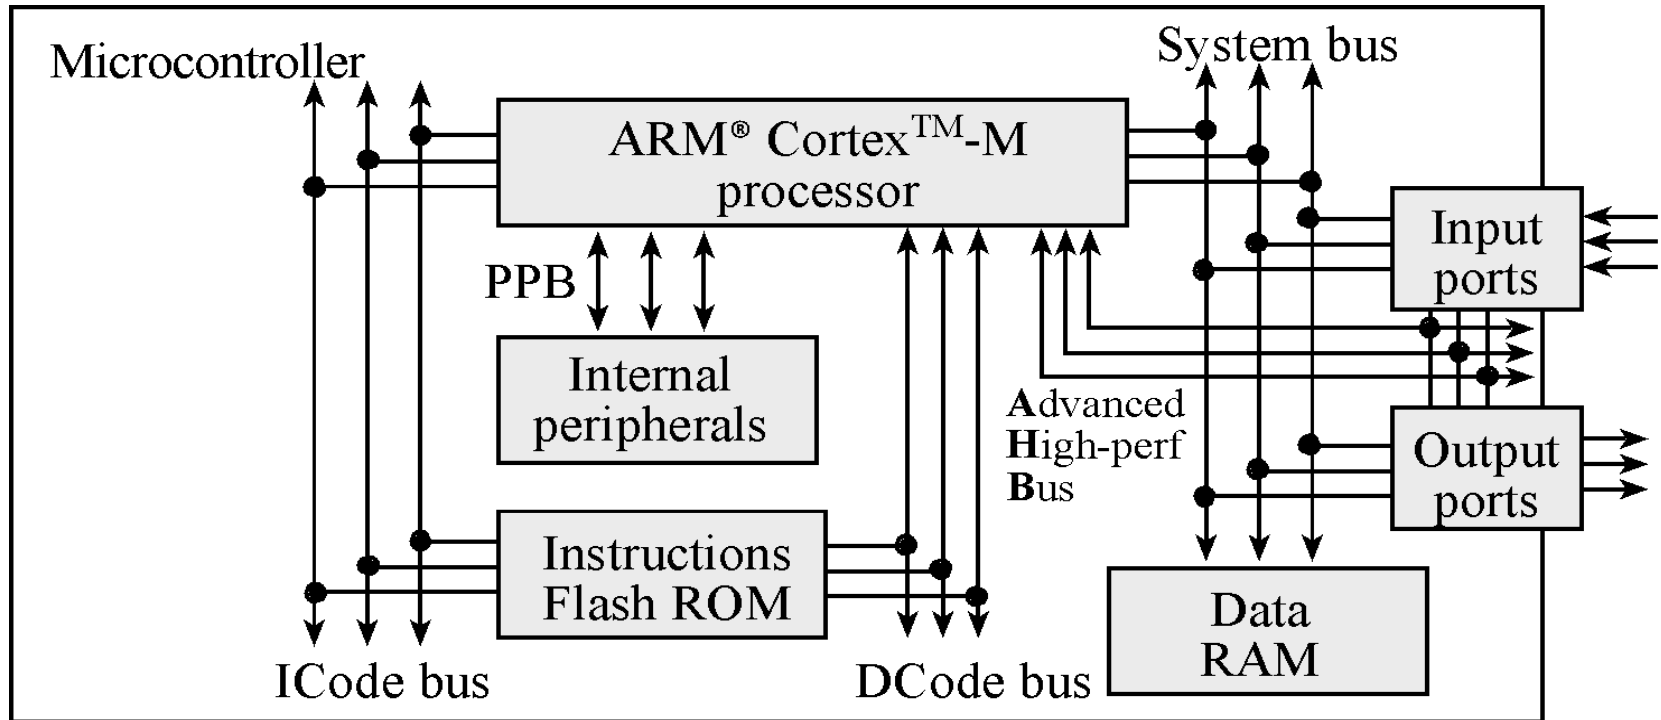 Microcontroller
System bus
ARM® Cortex™-M
processor
Input
ports
PPB
Internal
peripherals
Advanced
High-perf
Bus
Output
ports
Instructions
Flash ROM
Data
RAM
ICode bus
DCode bus